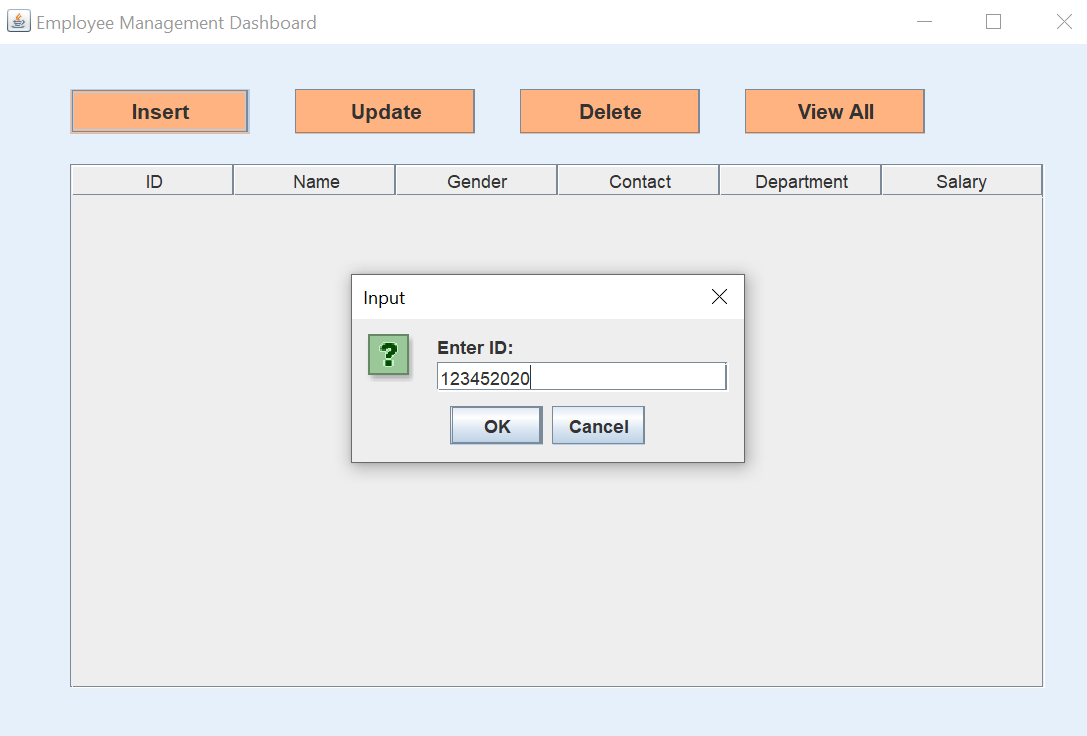 Employee Management Dashboard
Insert Update Delete View All
ID Name Gender Contact Department Salary
Input
?
Enter ID:
123452020
OK Cancel